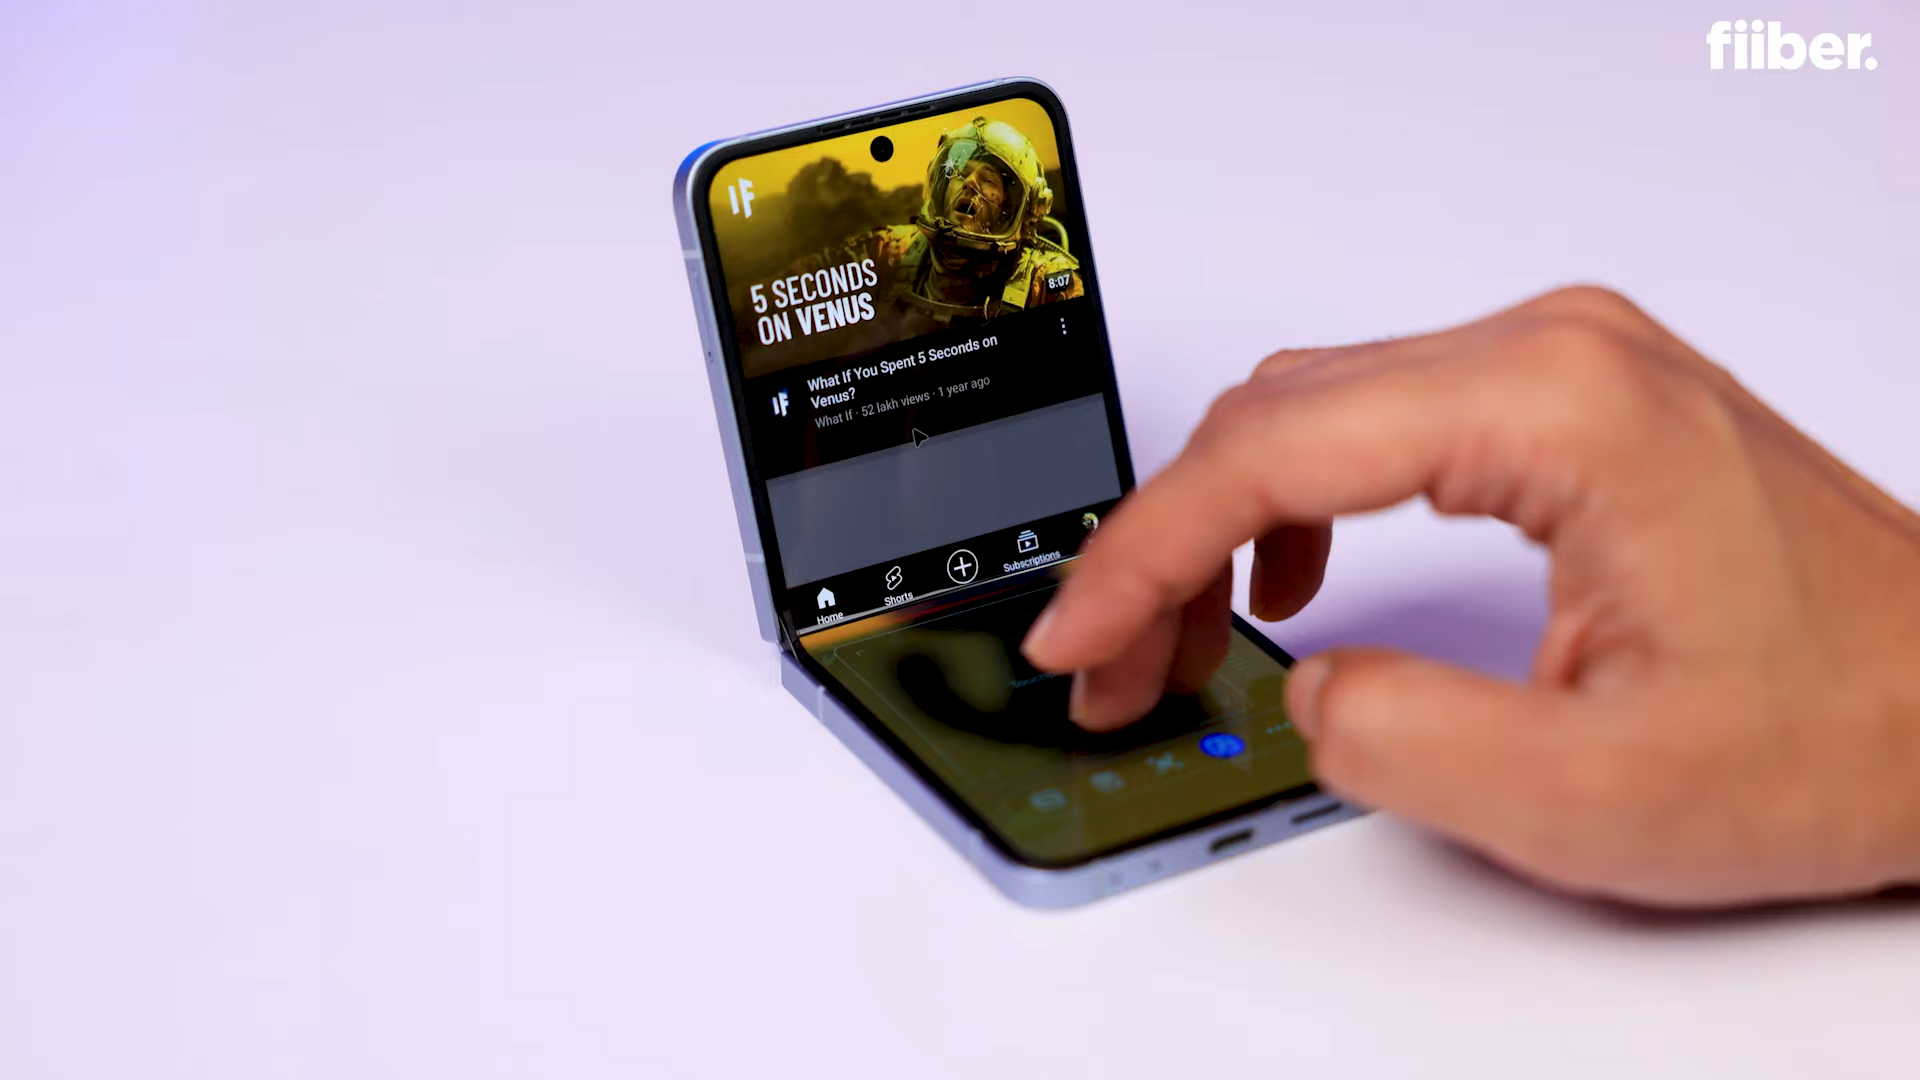 fiiber.
IF
5 SECONDS
ON VENUS
8:07
What If You Spent 5 Seconds on
Venus?
What If · 52 lakh views · 1 year ago
Home
Shorts
Subscriptions